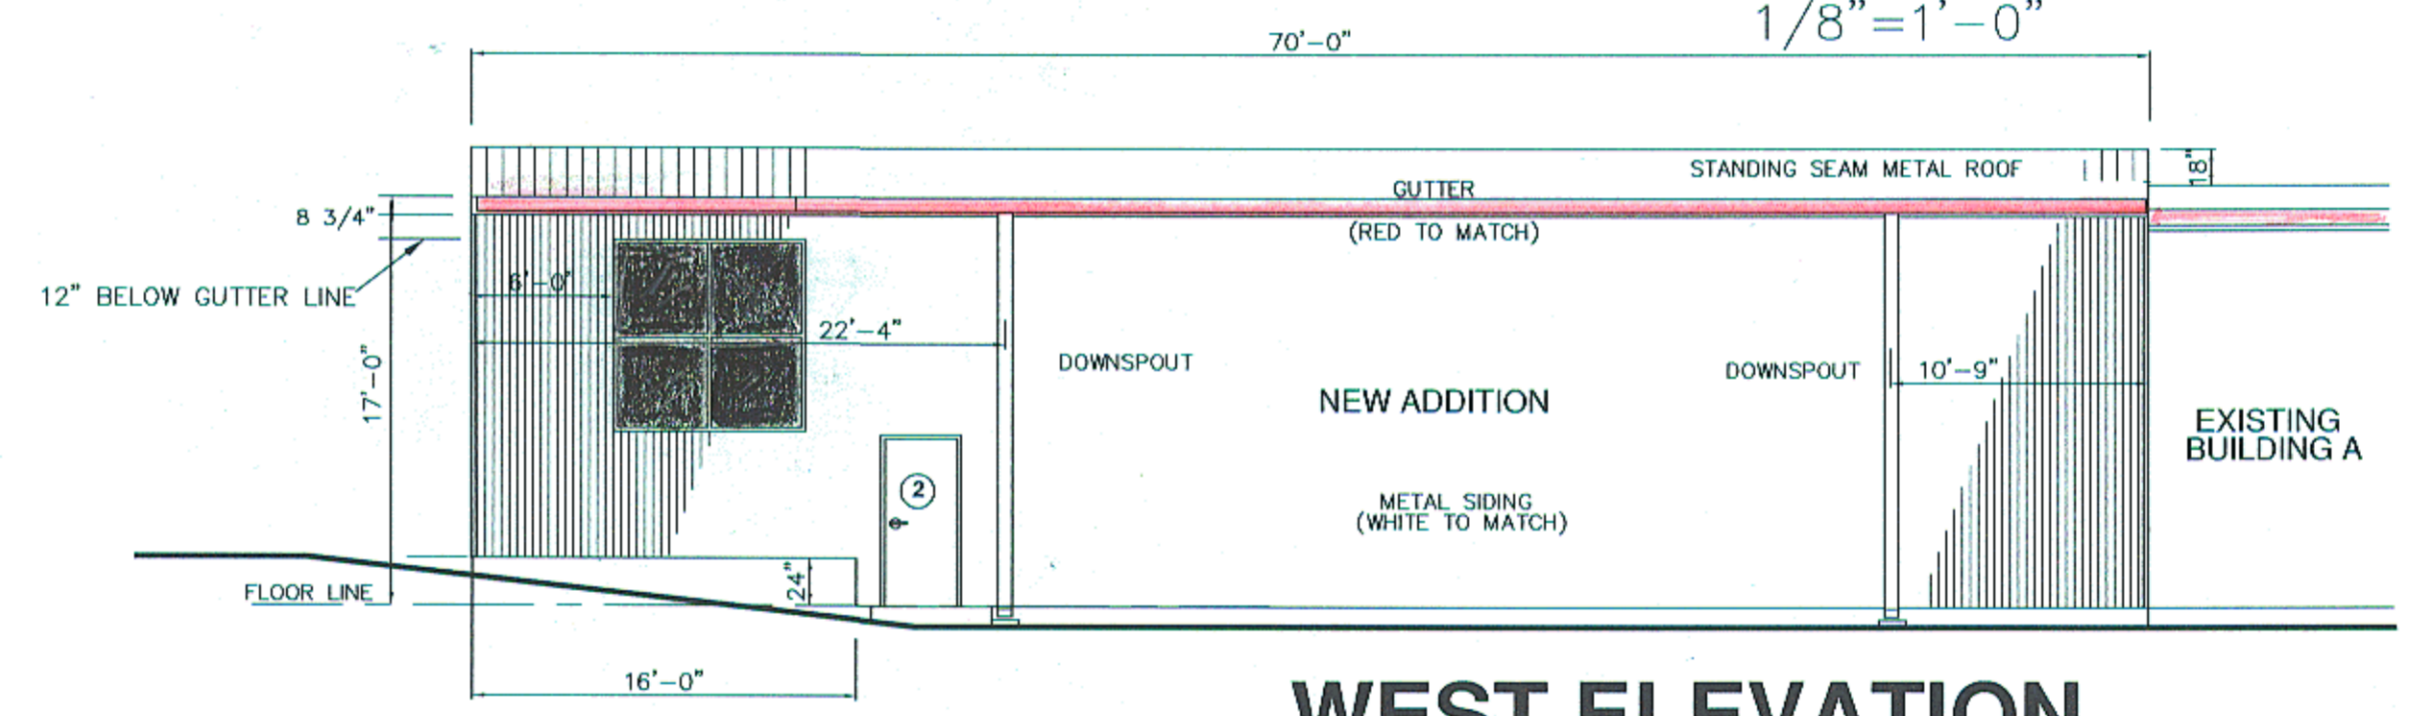 1/8"=1'-0"
70'-0"
STANDING SEAM METAL ROOF
18"
GUTTER
8 3/4"
(RED TO MATCH)
12" BELOW GUTTER LINE
6'-0"
22'-4"
17'-0"
DOWNSPOUT
DOWNSPOUT
10'-9"
NEW ADDITION
EXISTING
BUILDING A
2
METAL SIDING
(WHITE TO MATCH)
24"
FLOOR LINE
16'-0"
WEST ELEVATION